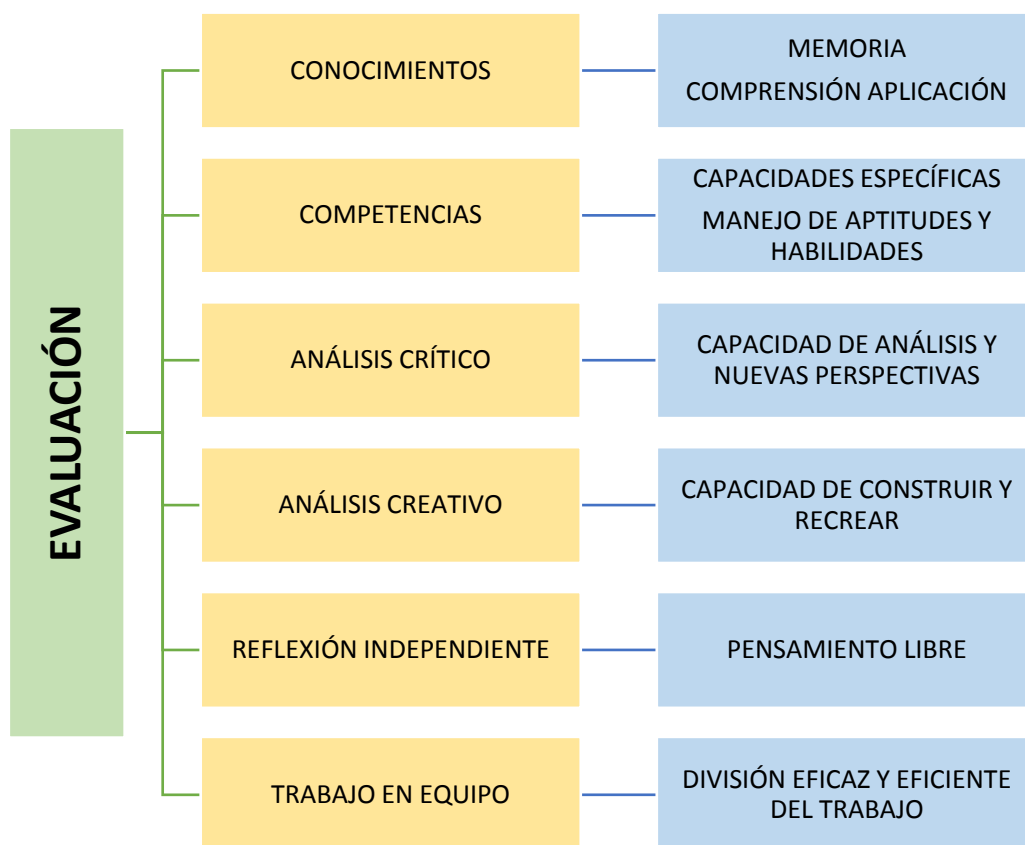 EVALUACIÓN
CONOCIMIENTOS
MEMORIA
COMPRENSIÓN APLICACIÓN
COMPETENCIAS
CAPACIDADES ESPECÍFICAS
MANEJO DE APTITUDES Y
HABILIDADES
ANÁLISIS CRÍTICO
CAPACIDAD DE ANÁLISIS Y
NUEVAS PERSPECTIVAS
ANÁLISIS CREATIVO
CAPACIDAD DE CONSTRUIR Y
RECREAR
REFLEXIÓN INDEPENDIENTE
PENSAMIENTO LIBRE
TRABAJO EN EQUIPO
DIVISIÓN EFICAZ Y EFICIENTE
DEL TRABAJO